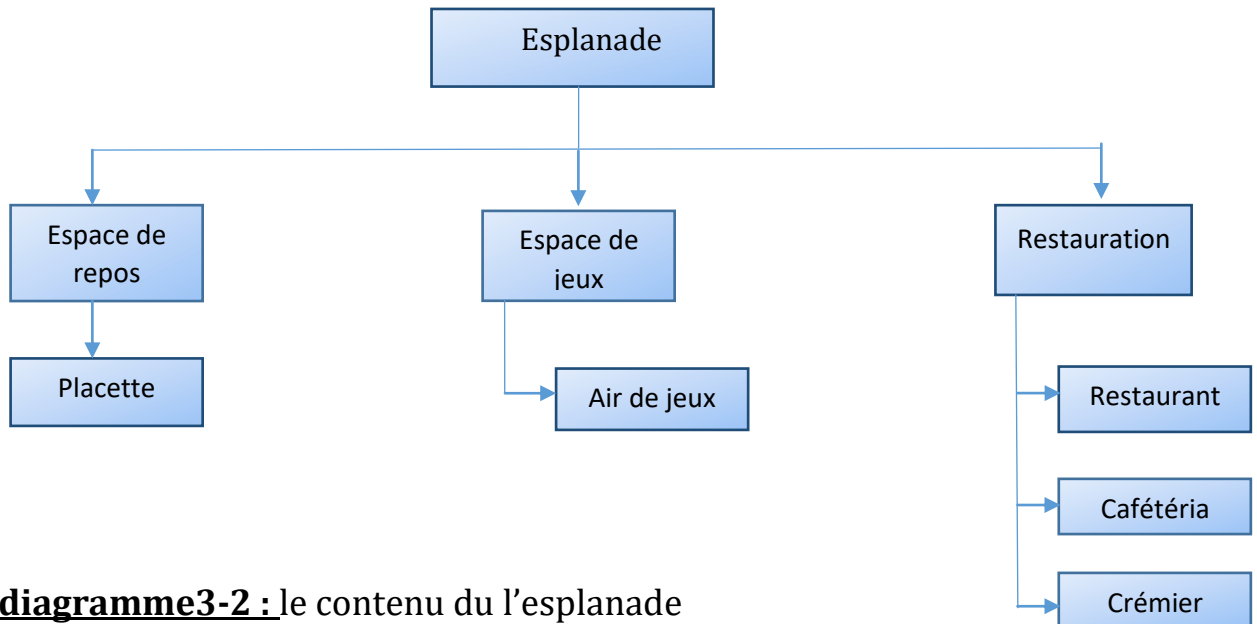 Esplanade
Espace de
repos
Espace de
jeux
Restauration
Placette
Air de jeux
Restaurant
Cafétéria
Crémier
diagramme3-2 : le contenu du l’esplanade